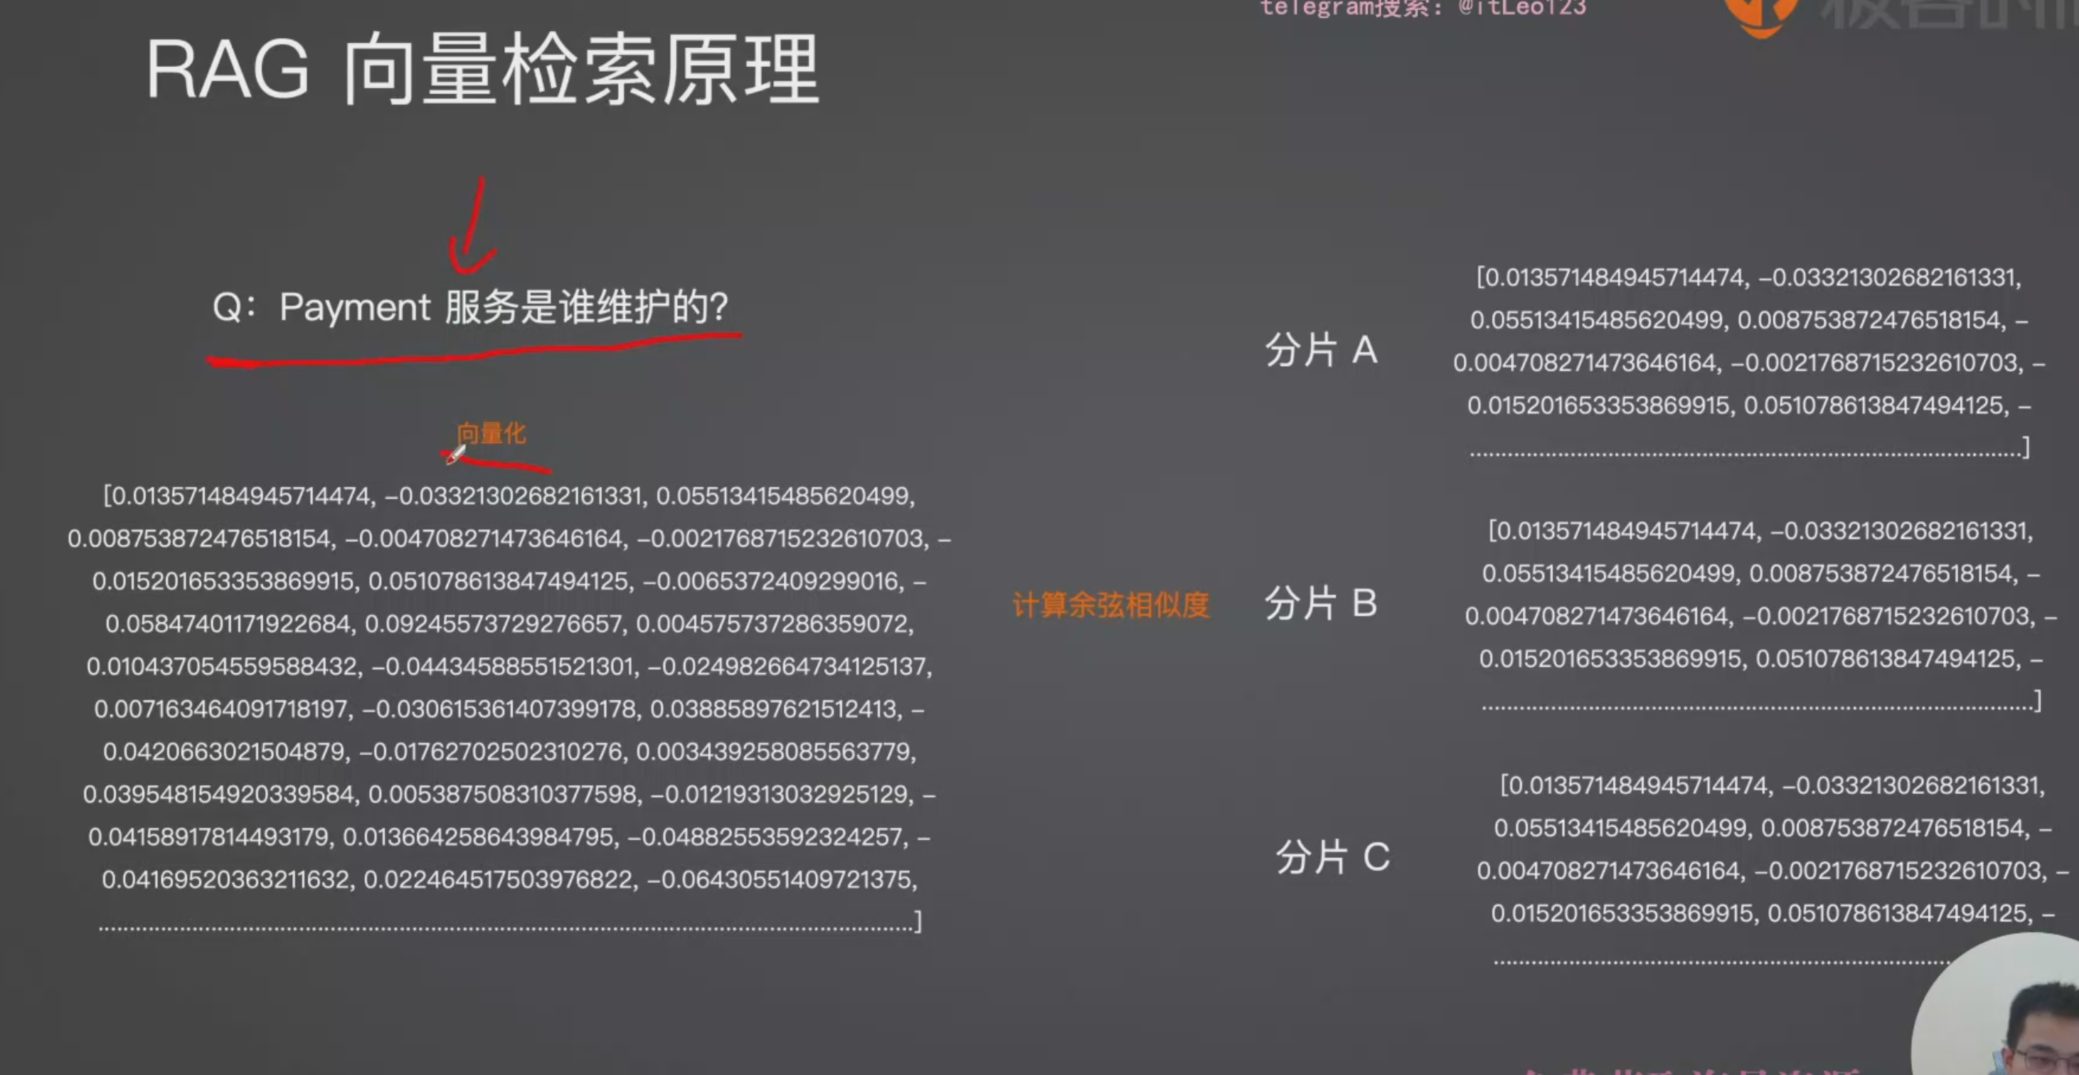 telegram搜索：@itLeo123
RAG 向量检索原理
Q：Payment 服务是谁维护的？
向量化
[0.013571484945714474, -0.03321302682161331, 0.05513415485620499,
0.008753872476518154, -0.004708271473646164, -0.0021768715232610703, -
0.015201653353869915, 0.051078613847494125, -0.0065372409299016, -
0.05847401171922684, 0.09245573729276657, 0.004575737286359072,
0.010437054559588432, -0.04434588551521301, -0.024982664734125137,
0.007163464091718197, -0.030615361407399178, 0.03885897621512413, -
0.0420663021504879, -0.01762702502310276, 0.003439258085563779,
0.039548154920339584, 0.005387508310377598, -0.01219313032925129, -
0.04158917814493179, 0.013664258643984795, -0.04882553592324257, -
0.04169520363211632, 0.022464517503976822, -0.06430551409721375,
........................................................................................................................]
计算余弦相似度
分片 A
[0.013571484945714474, -0.03321302682161331,
0.05513415485620499, 0.008753872476518154, -
0.004708271473646164, -0.0021768715232610703, -
0.015201653353869915, 0.051078613847494125, -
.................................................................................]
分片 B
[0.013571484945714474, -0.03321302682161331,
0.05513415485620499, 0.008753872476518154, -
0.004708271473646164, -0.0021768715232610703, -
0.015201653353869915, 0.051078613847494125, -
.................................................................................]
分片 C
[0.013571484945714474, -0.03321302682161331,
0.05513415485620499, 0.008753872476518154, -
0.004708271473646164, -0.0021768715232610703, -
0.015201653353869915, 0.051078613847494125, -
....................................................................